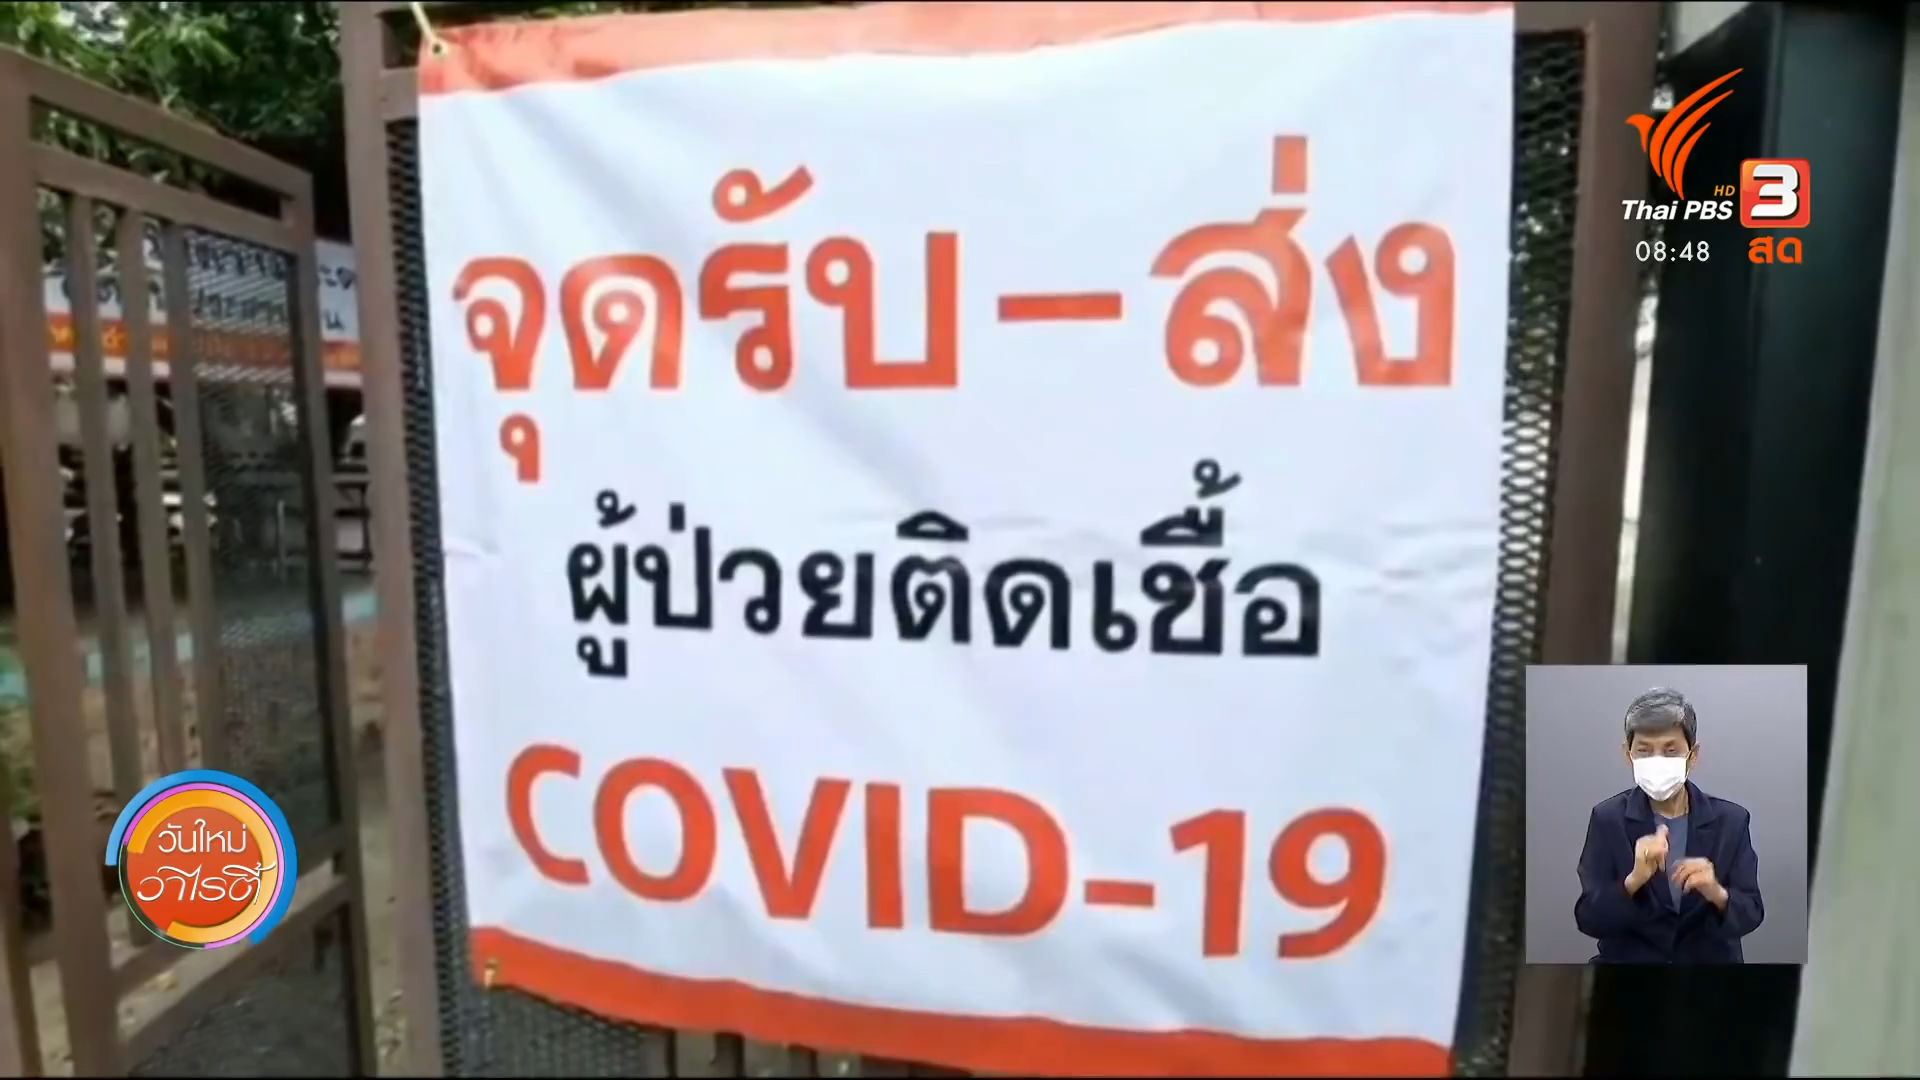 จุดรับ-ส่ง
ผู้ป่วยติดเชื้อ
COVID-19
HD
Thai PBS 3
08:48 สด
วันใหม่
วาไรตี้